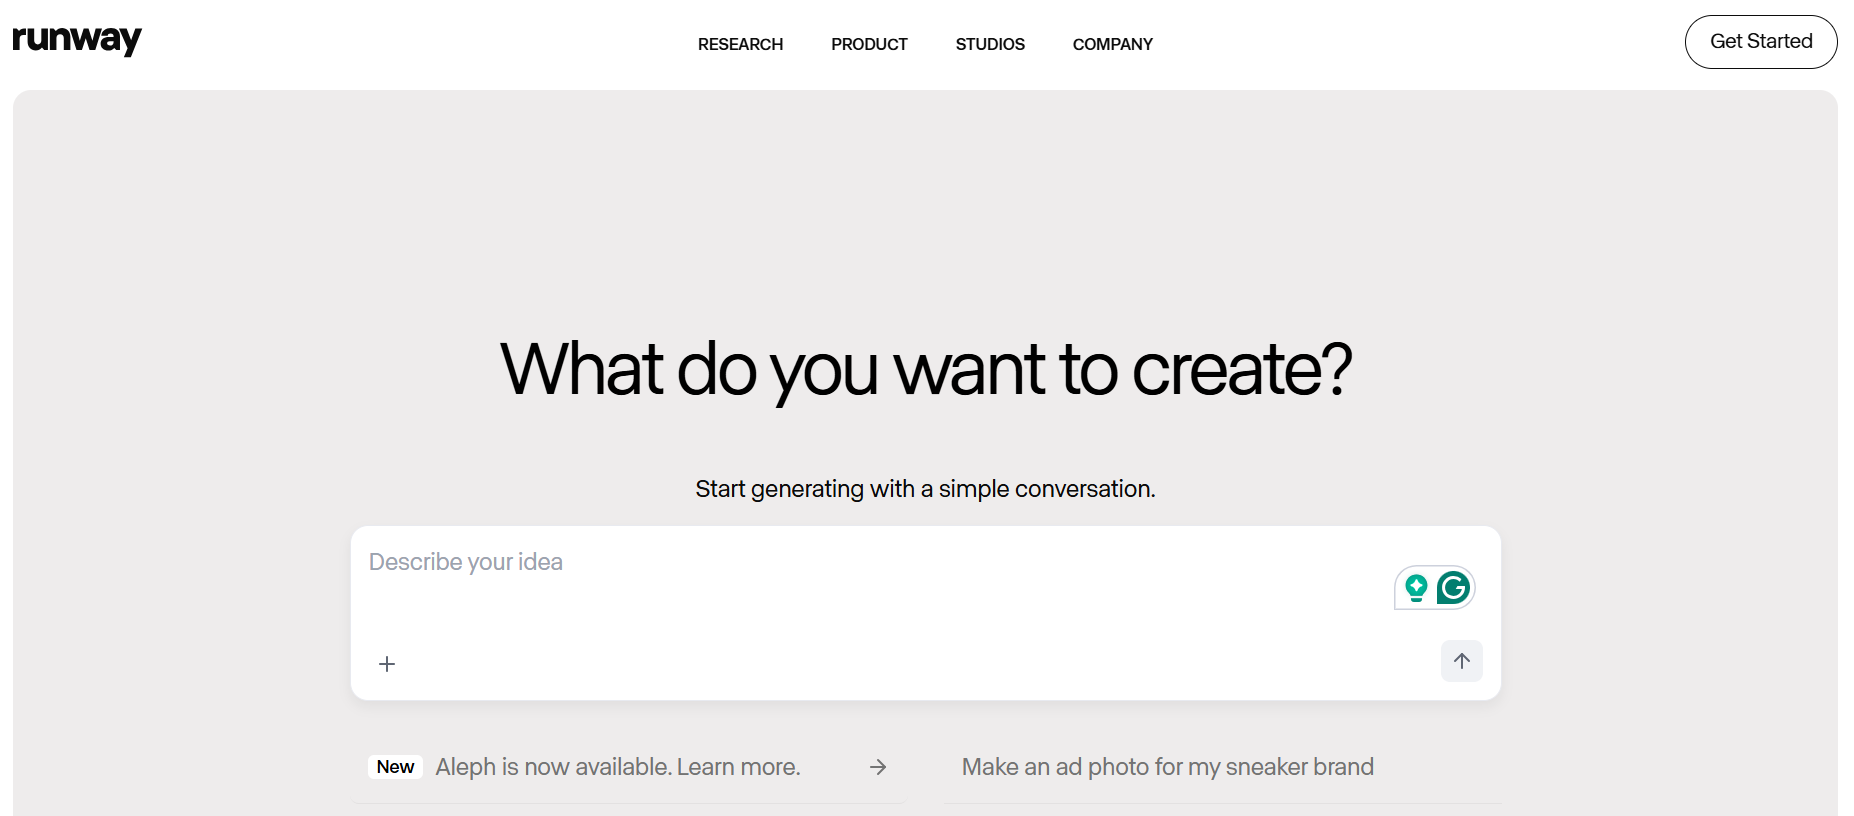 runway
RESEARCH PRODUCT STUDIOS COMPANY
Get Started
What do you want to create?
Start generating with a simple conversation.
Describe your idea
New Aleph is now available. Learn more.
Make an ad photo for my sneaker brand